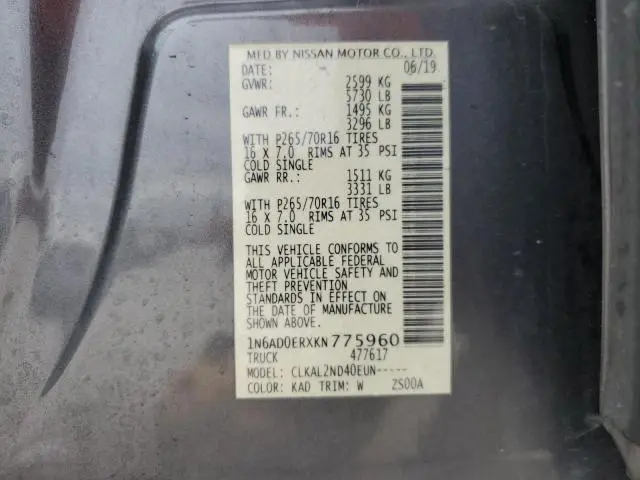 MFD BY NISSAN MOTOR CO., LTD.
DATE: 06/19
GVWR: 2599 KG
5730 LB
GAWR FR.: 1495 KG
3296 LB
WITH P265/70R16 TIRES
16 X 7.0 RIMS AT 35 PSI
COLD SINGLE
GAWR RR.: 1511 KG
3331 LB
WITH P265/70R16 TIRES
16 X 7.0 RIMS AT 35 PSI
COLD SINGLE
THIS VEHICLE CONFORMS TO
ALL APPLICABLE FEDERAL
MOTOR VEHICLE SAFETY AND
THEFT PREVENTION
STANDARDS IN EFFECT ON
THE DATE OF MANUFACTURE
SHOWN ABOVE.
1N6AD0ERXKN775960
TRUCK 477617
MODEL: CLKAL2ND40EUN-----
COLOR: KAD TRIM: W ZS00A